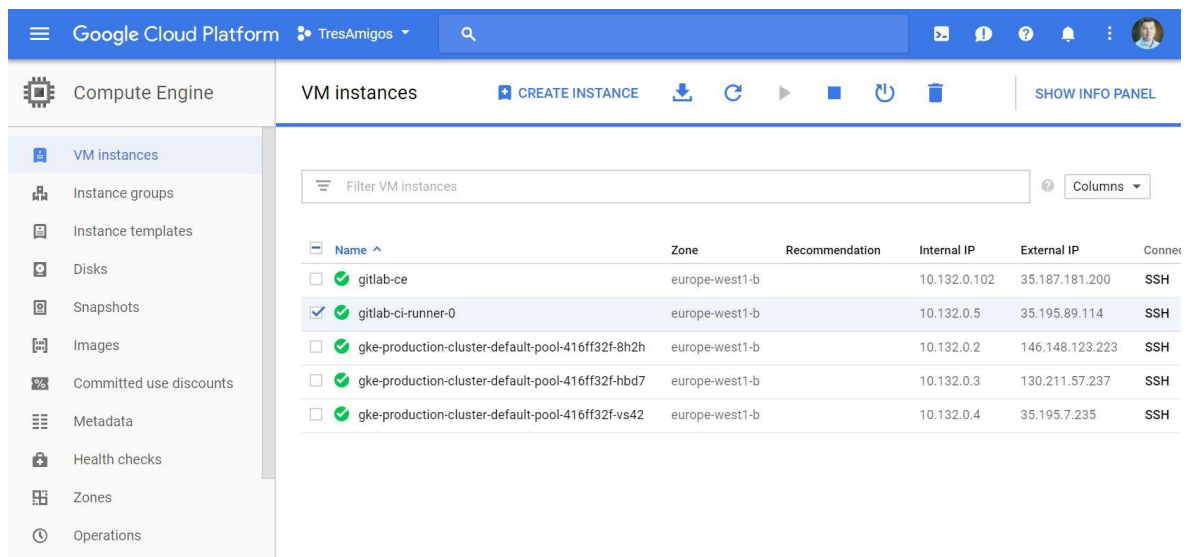 Google Cloud Platform TresAmigos
Compute Engine
VM instances CREATE INSTANCE SHOW INFO PANEL
VM instances
Instance groups
Instance templates
Disks
Snapshots
Images
Committed use discounts
Metadata
Health checks
Zones
Operations
Filter VM instances Columns
Name Zone Recommendation Internal IP External IP Connec
gitlab-ce europe-west1-b 10.132.0.102 35.187.181.200 SSH
gitlab-ci-runner-0 europe-west1-b 10.132.0.5 35.195.89.114 SSH
gke-production-cluster-default-pool-416ff32f-8h2h europe-west1-b 10.132.0.2 146.148.123.223 SSH
gke-production-cluster-default-pool-416ff32f-hbd7 europe-west1-b 10.132.0.3 130.211.57.237 SSH
gke-production-cluster-default-pool-416ff32f-vs42 europe-west1-b 10.132.0.4 35.195.7.235 SSH